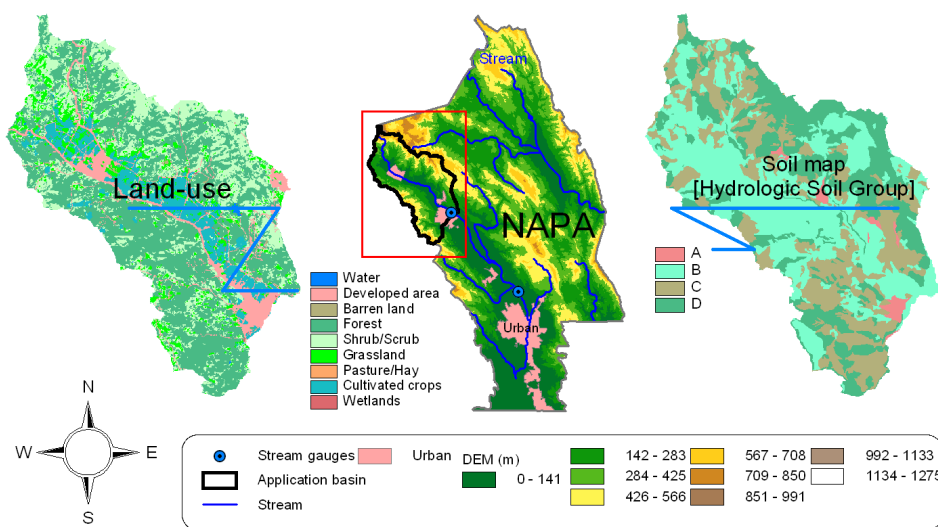 Stream
Land-use
NAPA
Urban
Soil map
[Hydrologic Soil Group]
Water
Developed area
Barren land
Forest
Shrub/Scrub
Grassland
Pasture/Hay
Cultivated crops
Wetlands
A
B
C
D
N
W E
S
Stream gauges Urban DEM (m)
Application basin
Stream
0 - 141
142 - 283
284 - 425
426 - 566
567 - 708
709 - 850
851 - 991
992 - 1133
1134 - 1275